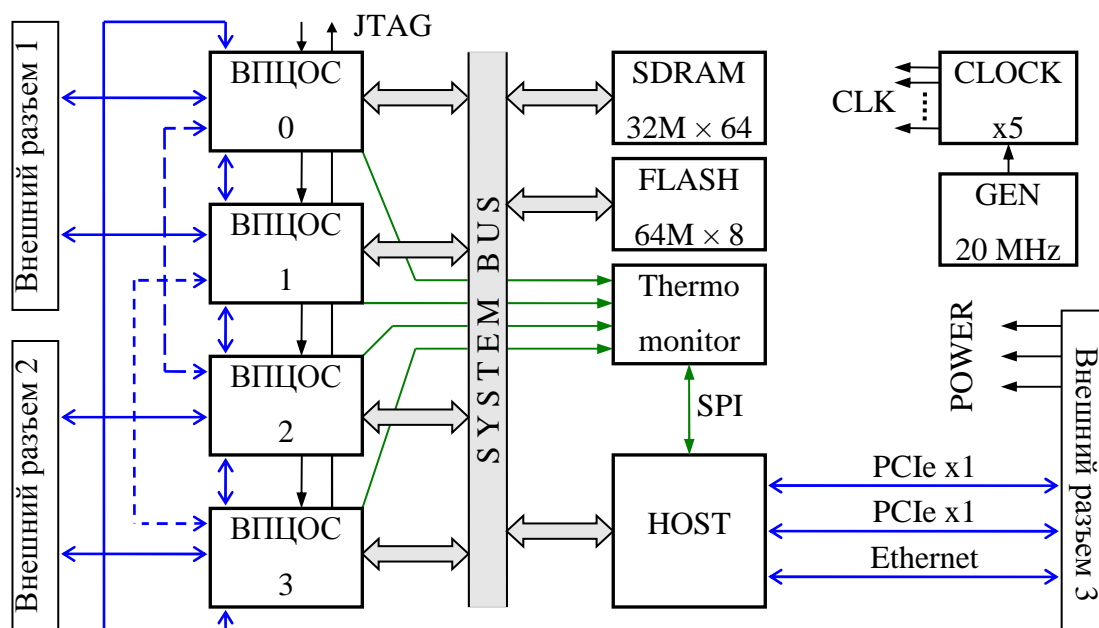 Внешний разъем 1
Внешний разъем 2
JTAG
ВПЦОС
0
ВПЦОС
1
ВПЦОС
2
ВПЦОС
3
SYSTEM BUS
SDRAM
32M × 64
FLASH
64M × 8
Thermo
monitor
SPI
HOST
CLK
CLOCK
x5
GEN
20 MHz
POWER
PCIe x1
PCIe x1
Ethernet
Внешний разъем 3